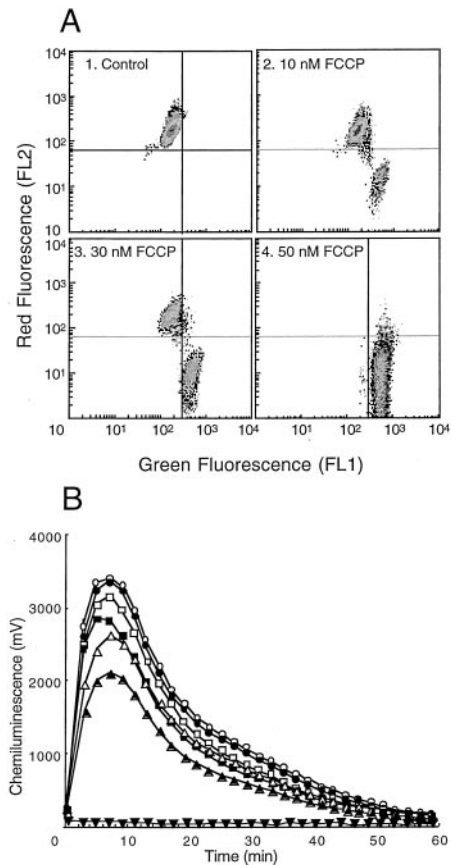 A
1. Control
2. 10 nM FCCP
10⁴
10³
10²
10¹
10
3. 30 nM FCCP
4. 50 nM FCCP
10⁴
10³
10²
10¹
10 10¹ 10² 10³ 10⁴ 10¹ 10² 10³ 10⁴
Red Fluorescence (FL2)
Green Fluorescence (FL1)
B
4000
3000
2000
1000
0 10 20 30 40 50 60
Chemiluminescence (mV)
Time (min)